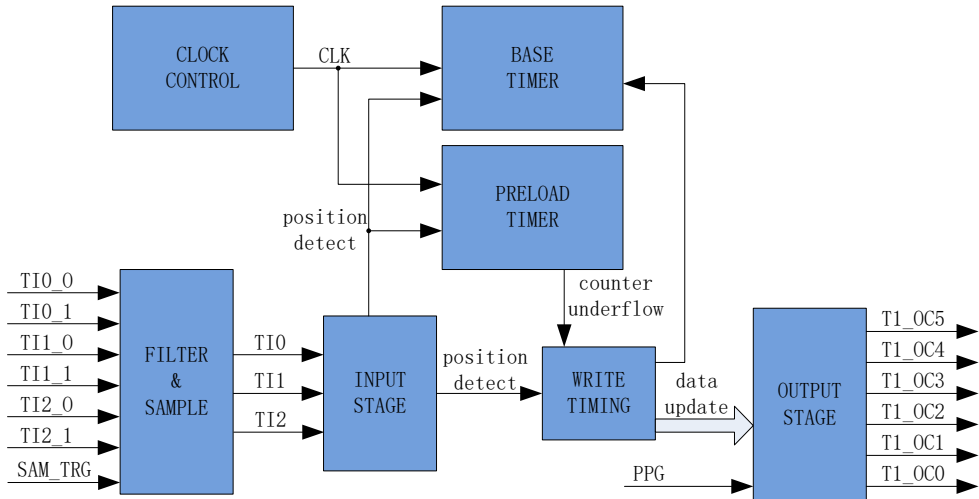 CLOCK
CONTROL
CLK
BASE
TIMER
PRELOAD
TIMER
position
detect
counter
underflow
TI0_0
TI0_1
TI1_0
TI1_1
TI2_0
TI2_1
SAM_TRG
FILTER
&
SAMPLE
TI0
TI1
TI2
INPUT
STAGE
position
detect
WRITE
TIMING
data
update
PPG
OUTPUT
STAGE
T1_OC5
T1_OC4
T1_OC3
T1_OC2
T1_OC1
T1_OC0